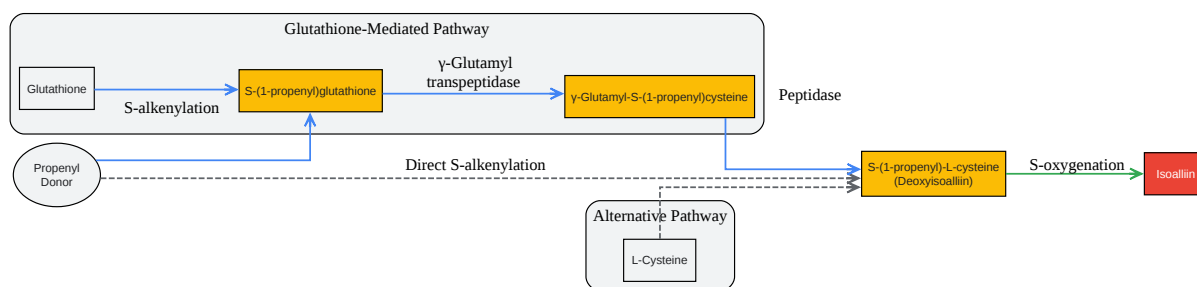 Glutathione-Mediated Pathway
γ-Glutamyl
transpeptidase
Glutathione
S-(1-propenyl)glutathione
γ-Glutamyl-S-(1-propenyl)cysteine
Peptidase
S-alkenylation
Propenyl
Donor
Direct S-alkenylation
S-(1-propenyl)-L-cysteine
(Deoxyisoalliin)
S-oxygenation
Isoalliin
Alternative Pathway
L-Cysteine